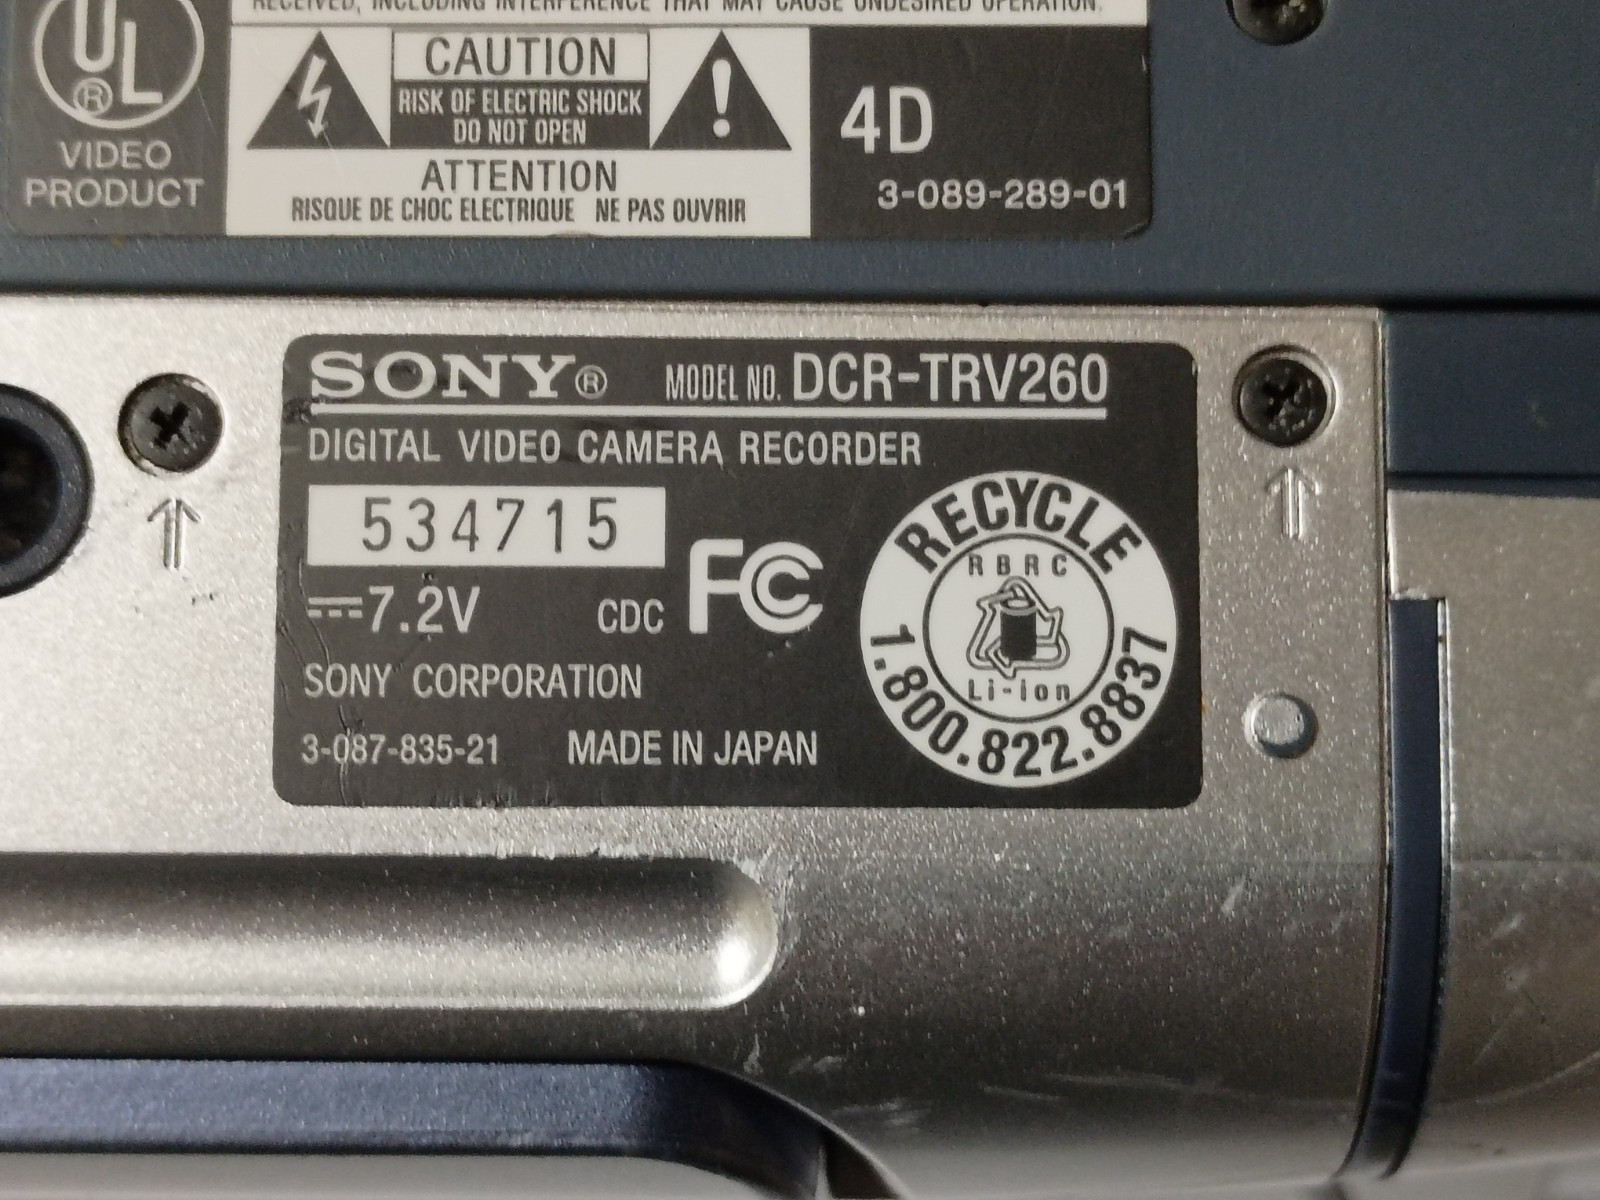 RECEIVED, INCLUDING INTERFERENCE THAT MAY CAUSE UNDESIRED OPERATION.
UL®
VIDEO
PRODUCT
CAUTION
RISK OF ELECTRIC SHOCK
DO NOT OPEN
ATTENTION
RISQUE DE CHOC ELECTRIQUE NE PAS OUVRIR
4D
3-089-289-01
SONY® MODEL NO. DCR-TRV260
DIGITAL VIDEO CAMERA RECORDER
534715
⎓7.2V CDC FC
SONY CORPORATION
3-087-835-21 MADE IN JAPAN
RECYCLE
RBRC
Li-ion
1.800.822.8837